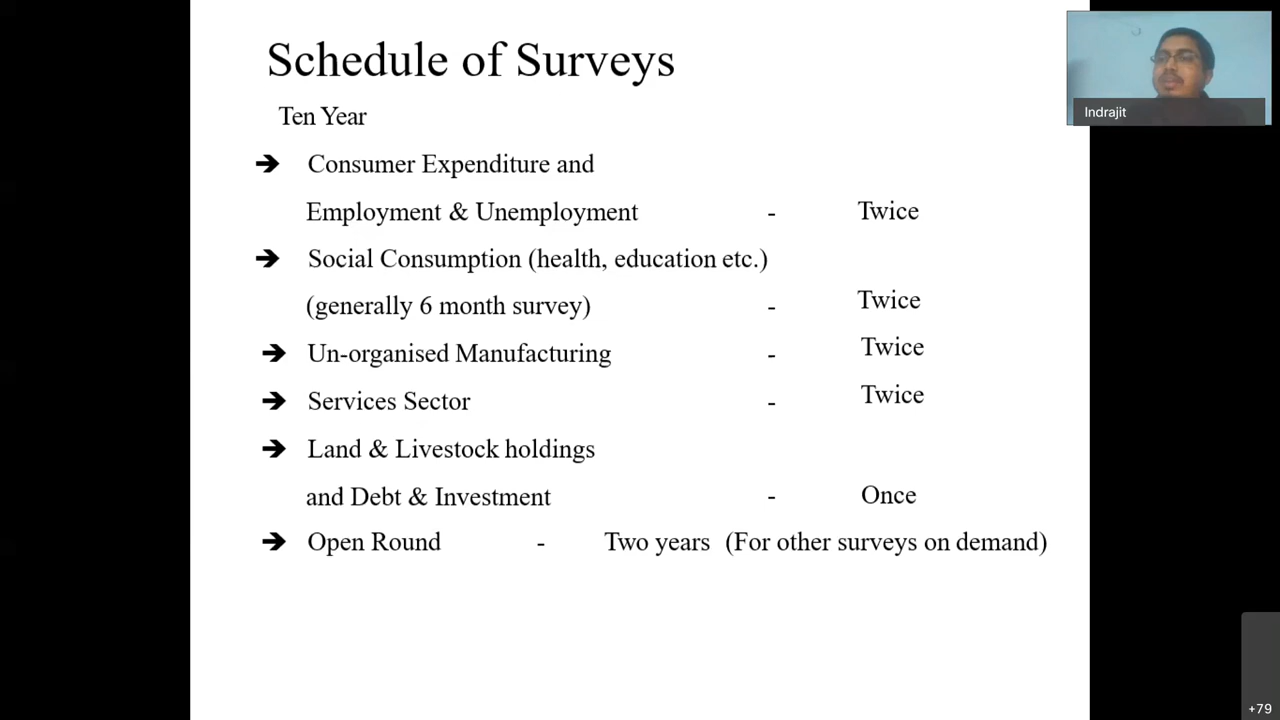 Schedule of Surveys
Indrajit
Ten Year
➔ Consumer Expenditure and
Employment & Unemployment - Twice
➔ Social Consumption (health, education etc.)
(generally 6 month survey) - Twice
➔ Un-organised Manufacturing - Twice
➔ Services Sector - Twice
➔ Land & Livestock holdings
and Debt & Investment - Once
➔ Open Round - Two years (For other surveys on demand)
+79